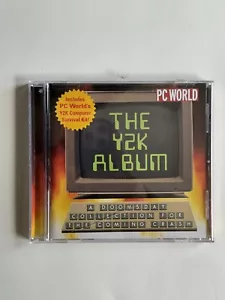 Includes
PC World's
Y2K Computer
Survival Kit!
PC WORLD
THE
Y2K
ALBUM
A DOOMSDAY
COLLECTION FOR
THE COMING CRASH